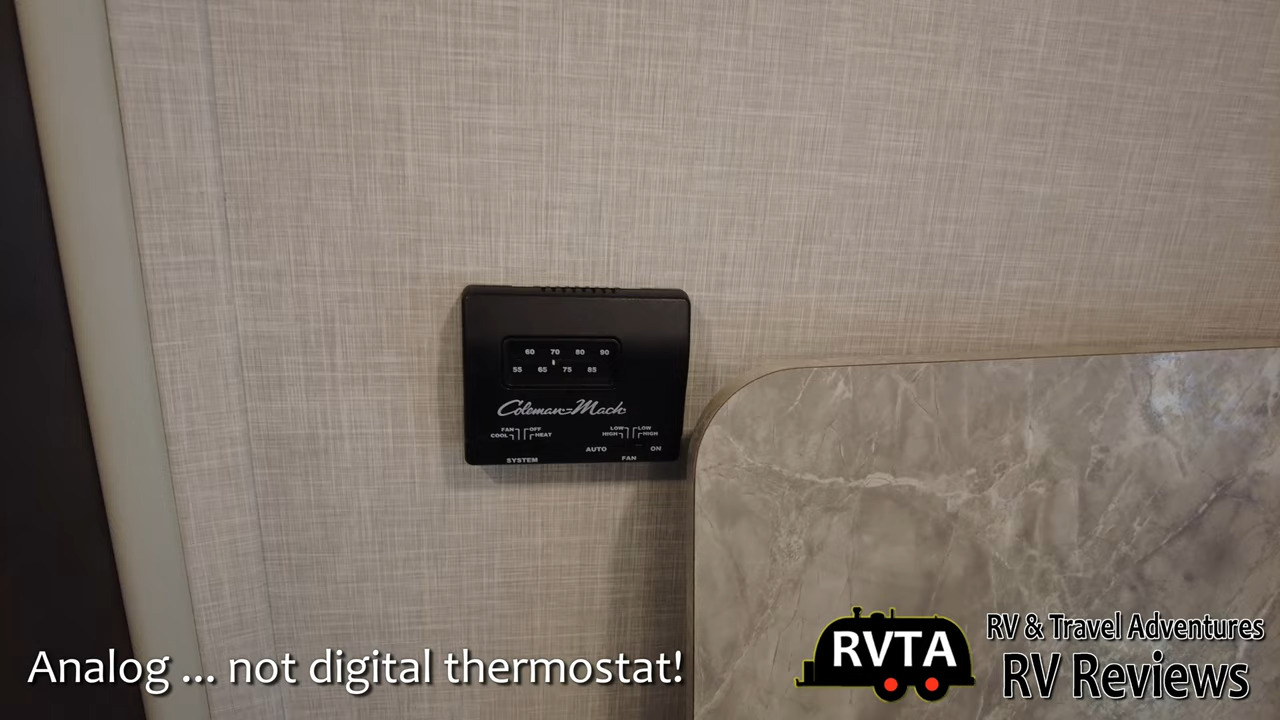 60 70 80 90
55 65 75 85
Coleman-Mach
FAN OFF
COOL HEAT
LOW LOW
HIGH HIGH
AUTO ON
SYSTEM
FAN
Analog ... not digital thermostat!
RVTA
RV & Travel Adventures
RV Reviews